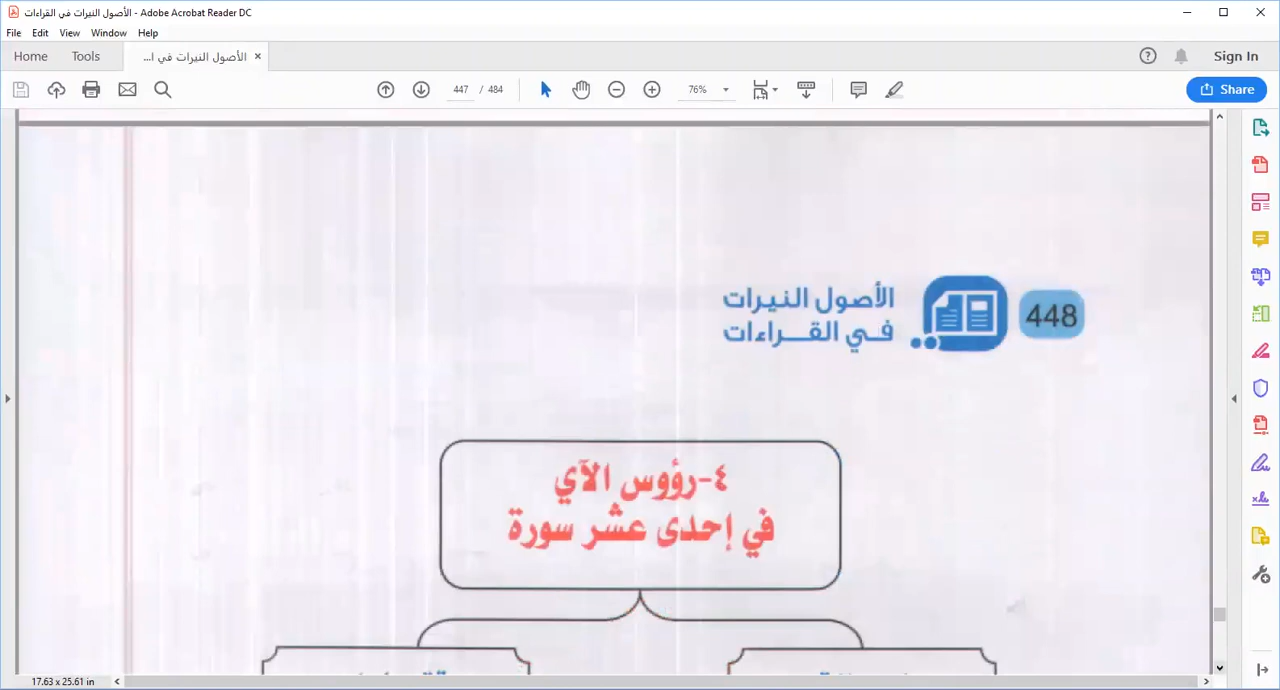 الأصول النيرات في القراءات - Adobe Acrobat Reader DC
File Edit View Window Help
Home Tools الأصول النيرات في ا... Sign In
447 / 484 76% Share
448
الأصول النيرات
في القـراءات
٤-رؤوس الآي
في إحدى عشر سورة
17.63 x 25.61 in